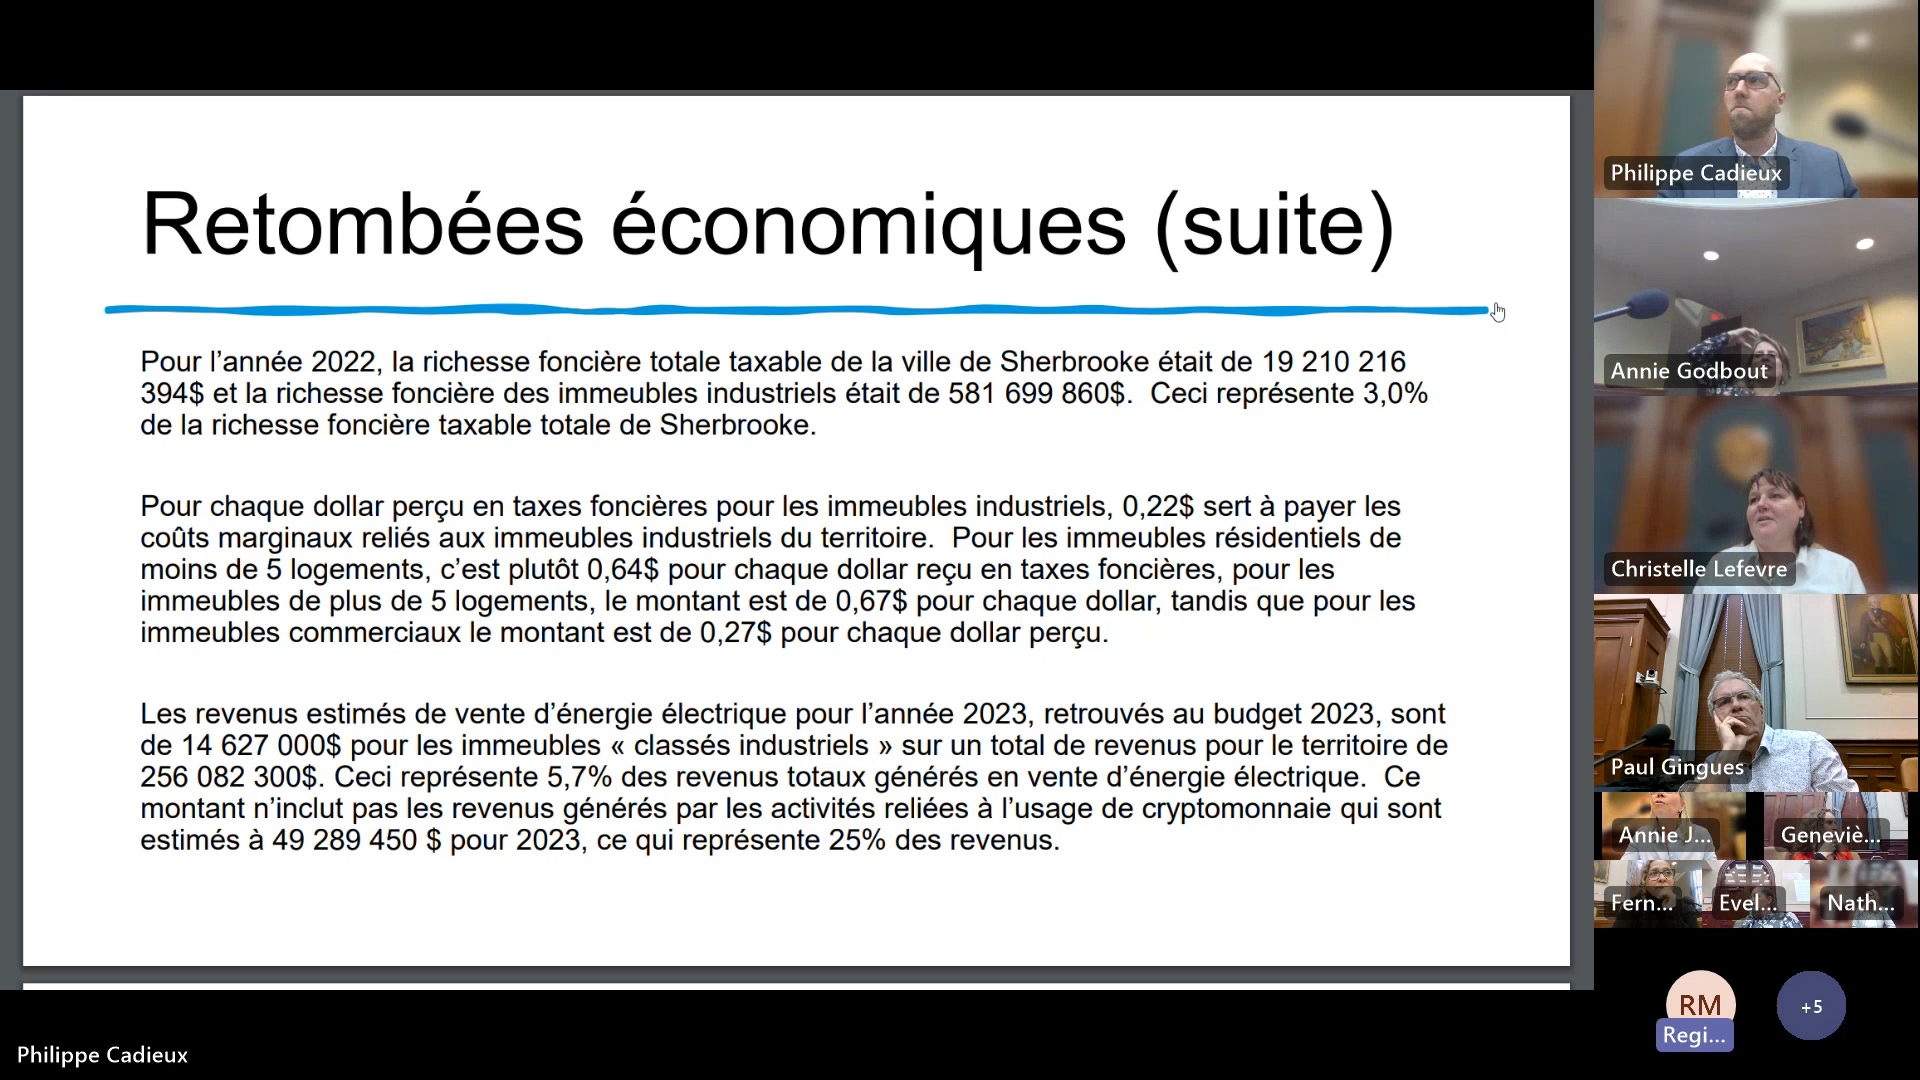 Retombées économiques (suite)
Pour l’année 2022, la richesse foncière totale taxable de la ville de Sherbrooke était de 19 210 216
394$ et la richesse foncière des immeubles industriels était de 581 699 860$.  Ceci représente 3,0%
de la richesse foncière taxable totale de Sherbrooke.
Pour chaque dollar perçu en taxes foncières pour les immeubles industriels, 0,22$ sert à payer les
coûts marginaux reliés aux immeubles industriels du territoire.  Pour les immeubles résidentiels de
moins de 5 logements, c’est plutôt 0,64$ pour chaque dollar reçu en taxes foncières, pour les
immeubles de plus de 5 logements, le montant est de 0,67$ pour chaque dollar, tandis que pour les
immeubles commerciaux le montant est de 0,27$ pour chaque dollar perçu.
Les revenus estimés de vente d’énergie électrique pour l’année 2023, retrouvés au budget 2023, sont
de 14 627 000$ pour les immeubles « classés industriels » sur un total de revenus pour le territoire de
256 082 300$. Ceci représente 5,7% des revenus totaux générés en vente d’énergie électrique.  Ce
montant n’inclut pas les revenus générés par les activités reliées à l’usage de cryptomonnaie qui sont
estimés à 49 289 450 $ pour 2023, ce qui représente 25% des revenus.
Philippe Cadieux
Annie Godbout
Christelle Lefevre
Paul Gingues
Annie J...
Geneviè...
Fern...
Evel...
Nath...
RM
Regi...
+5
Philippe Cadieux